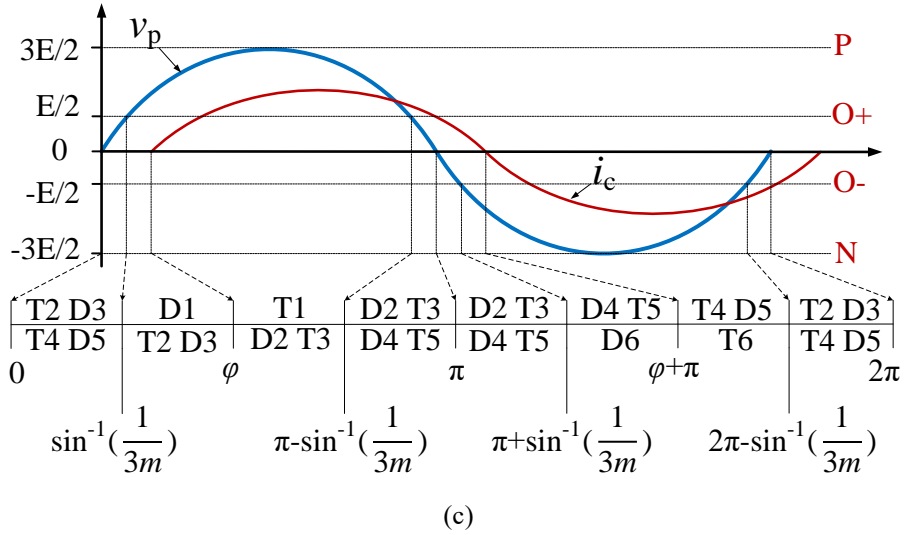 v_p
3E/2
P
E/2
O+
0
-E/2
i_c
O-
-3E/2
N
T2 D3 D1 T1 D2 T3 D2 T3 D4 T5 T4 D5 T2 D3
T4 D5 T2 D3 D2 T3 D4 T5 D4 T5 D6 T6 T4 D5
0 φ π φ+π 2π
sin⁻¹(1/3m) π-sin⁻¹(1/3m) π+sin⁻¹(1/3m) 2π-sin⁻¹(1/3m)
(c)